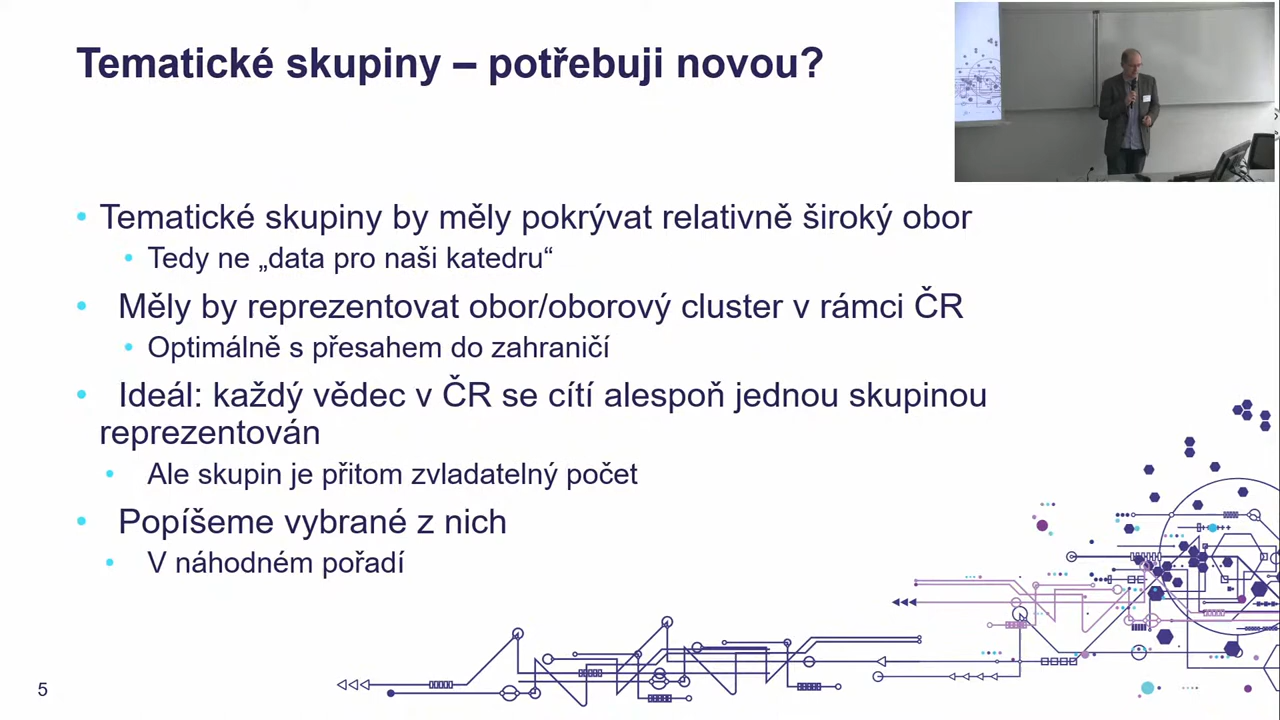 Tematické skupiny – potřebuji novou?
• Tematické skupiny by měly pokrývat relativně široký obor
• Tedy ne „data pro naši katedru“
• Měly by reprezentovat obor/oborový cluster v rámci ČR
• Optimálně s přesahem do zahraničí
• Ideál: každý vědec v ČR se cítí alespoň jednou skupinou
reprezentován
• Ale skupin je přitom zvladatelný počet
• Popíšeme vybrané z nich
• V náhodném pořadí
5